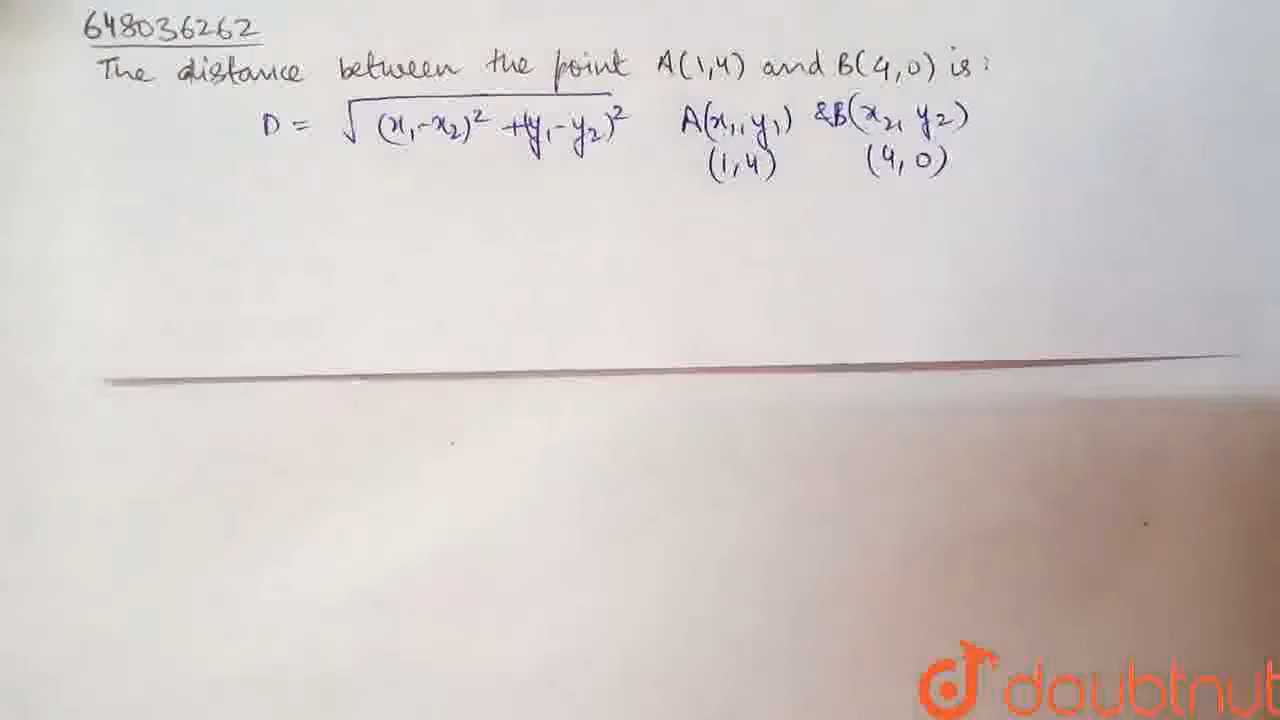 648036262
The distance between the point A(1,4) and B(4,0) is:
D = √(x₁-x₂)² +(y₁-y₂)² A(x₁,y₁) &B(x₂, y₂)
(1,4) (4,0)
doubtnut